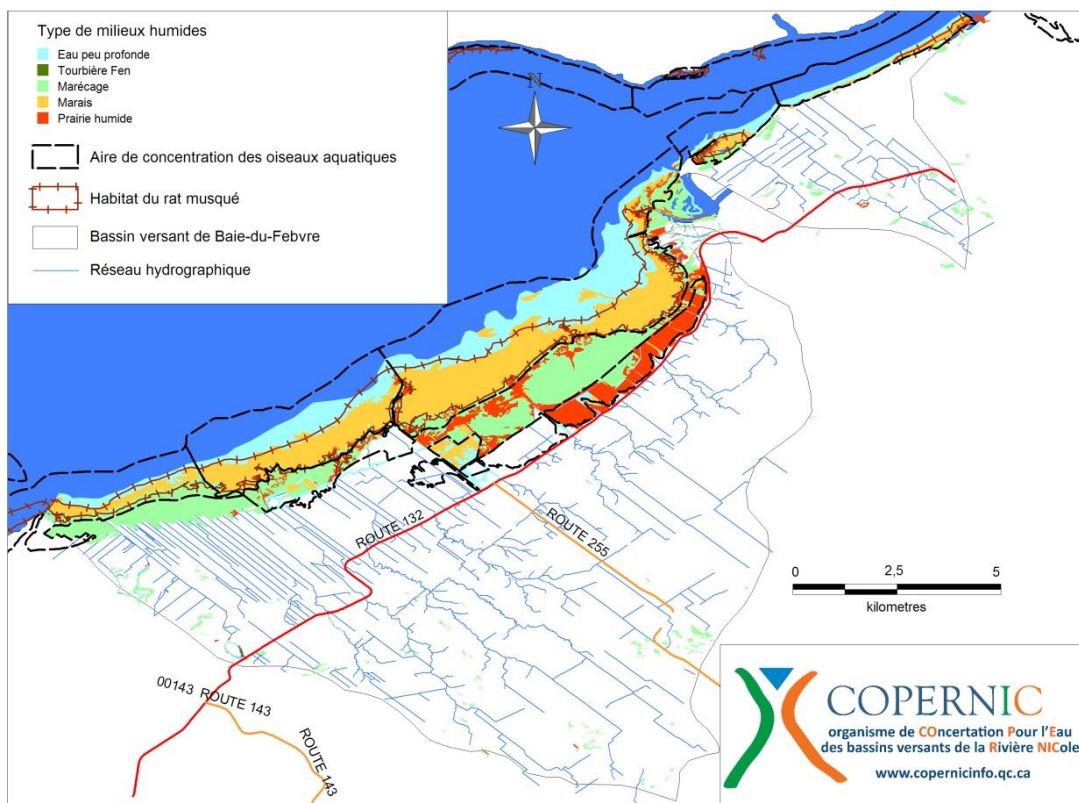 Type de milieux humides
Eau peu profonde
Tourbière Fen
Marécage
Marais
Prairie humide
Aire de concentration des oiseaux aquatiques
Habitat du rat musqué
Bassin versant de Baie-du-Febvre
Réseau hydrographique
N
ROUTE 132
ROUTE 255
00143 ROUTE 143
ROUTE 143
0 2,5 5
kilometres
COPERNIC
organisme de COncertation Pour l'Eau
des bassins versants de la Rivière NICole
www.copernicinfo.qc.ca